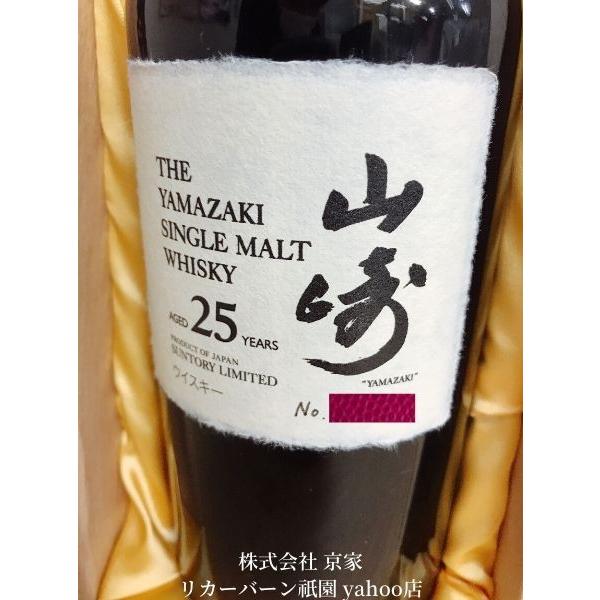 THE
YAMAZAKI
SINGLE MALT
WHISKY
AGED 25 YEARS
PRODUCT OF JAPAN
SUNTORY LIMITED
ウイスキー
山崎
"YAMAZAKI"
No.
株式会社 京家
リカーバーン祇園 yahoo店